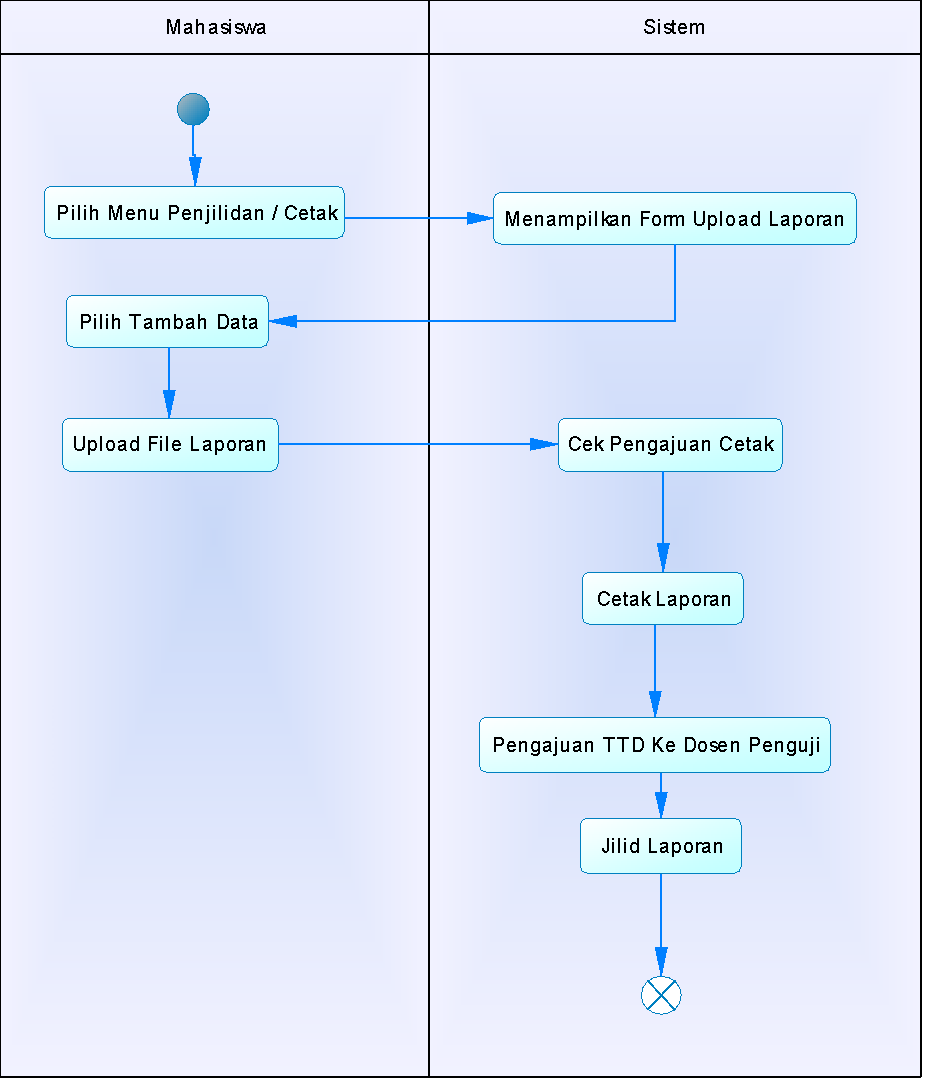 Mahasiswa
Sistem
Pilih Menu Penjilidan / Cetak
Menampilkan Form Upload Laporan
Pilih Tambah Data
Upload File Laporan
Cek Pengajuan Cetak
Cetak Laporan
Pengajuan TTD Ke Dosen Penguji
Jilid Laporan